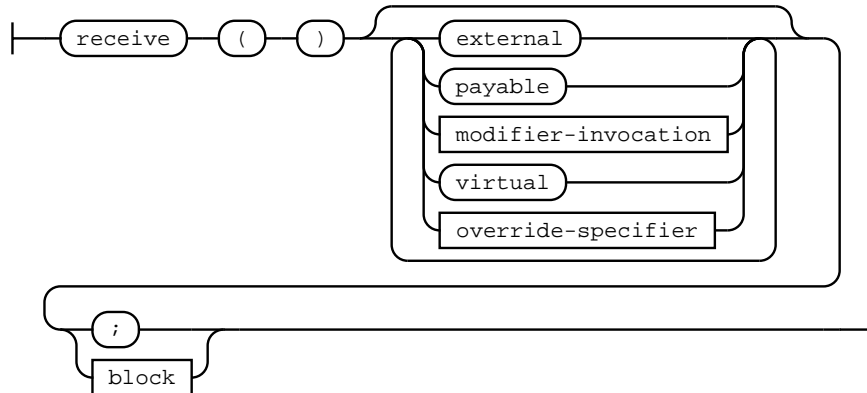 receive ( ) external
payable
modifier-invocation
virtual
override-specifier
;
block